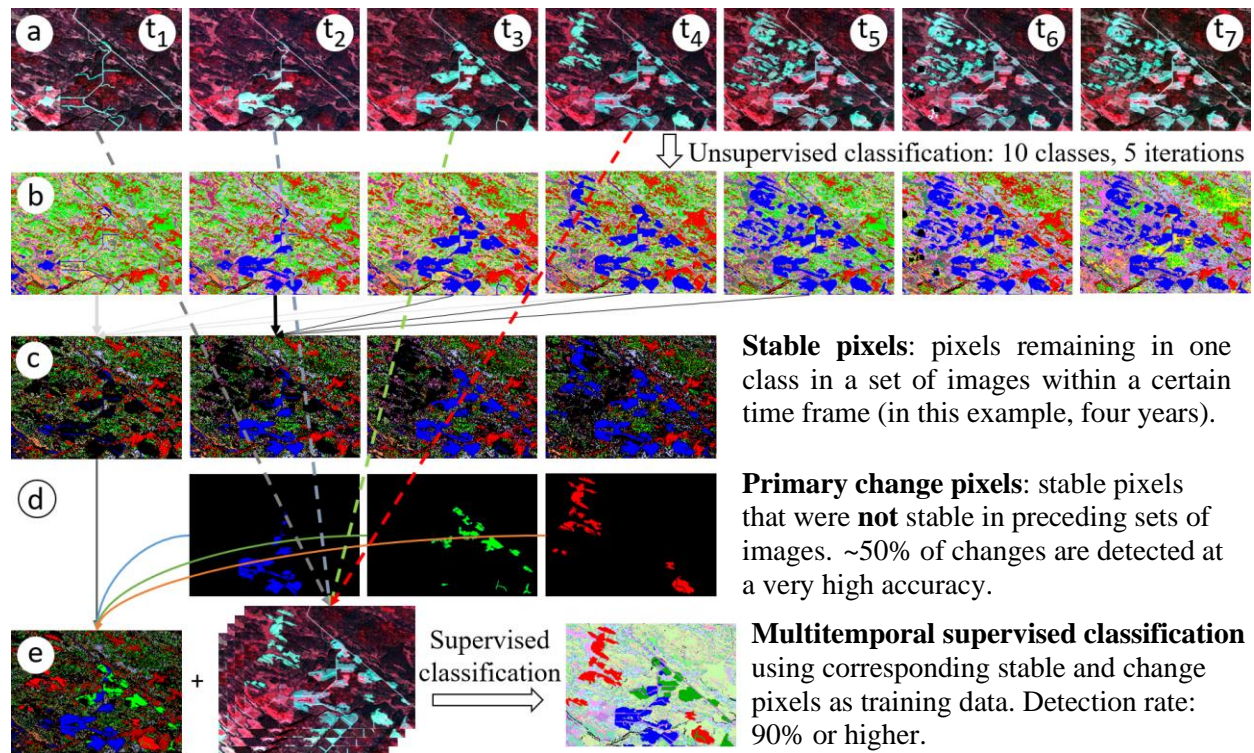 a t1 t2 t3 t4 t5 t6 t7
Unsupervised classification: 10 classes, 5 iterations
b
c
Stable pixels: pixels remaining in one
class in a set of images within a certain
time frame (in this example, four years).
d
Primary change pixels: stable pixels
that were not stable in preceding sets of
images. ~50% of changes are detected at
a very high accuracy.
e
+
Supervised
classification
Multitemporal supervised classification
using corresponding stable and change
pixels as training data. Detection rate:
90% or higher.